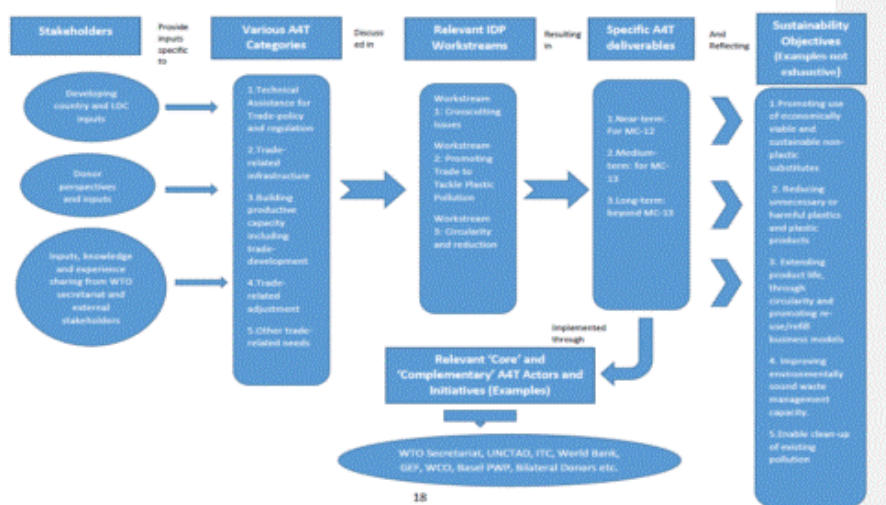 Stakeholders
Provide
inputs
specific
to
Various A4T
Categories
Discuss
ed in
Relevant IDP
Workstreams
Resulting
in
Specific A4T
deliverables
And
Reflecting
Sustainability
Objectives
(Examples not
exhaustive)
Developing
country and LDC
inputs
Donor
perspectives
and inputs
Inputs, knowledge
and experience
sharing from WTO
secretariat and
external
stakeholders
1.Technical
Assistance for
Trade-policy
and regulation
2.Trade-
related
infrastructure
3.Building
productive
capacity
including
trade-
development
4.Trade-
related
adjustment
5.Other trade-
related needs
Workstream
1: Crosscutting
Issues
Workstream
2: Promoting
Trade to
Tackle Plastic
Pollution
Workstream
3: Circularity
and reduction
1.Near-term:
For MC-12
2.Medium-
term: for MC-
13
3.Long-term:
beyond MC-13
1.Promoting use
of economically
viable and
sustainable non-
plastic
substitutes
2. Reducing
unnecessary or
harmful plastics
and plastic
products
3. Extending
product life,
through
circularity and
promoting re-
use/refill
business models
4. Improving
environmentally
sound waste
management
capacity.
5.Enable clean-up
of existing
pollution
Implemented
through
Relevant 'Core' and
'Complementary' A4T Actors and
Initiatives (Examples)
WTO Secretariat, UNCTAD, ITC, World Bank,
GEF, WCO, Basel PWP, Bilateral Donors etc.
18